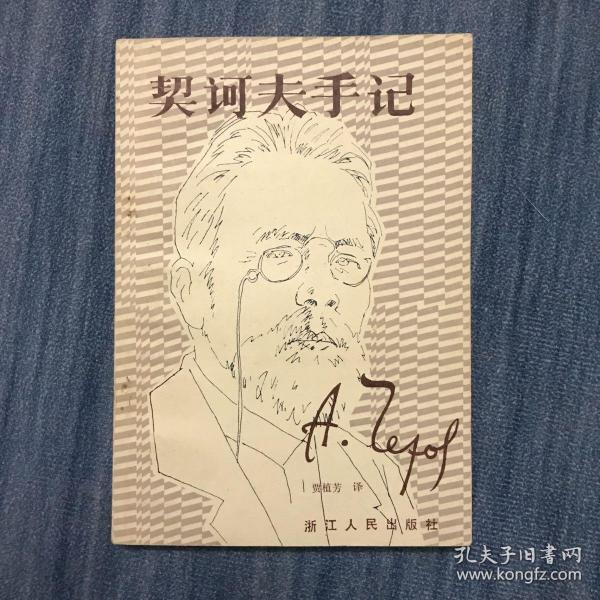 契诃夫手记
А. Чехов
贾植芳 译
浙江人民出版社
孔夫子旧書网
www.kongfz.com